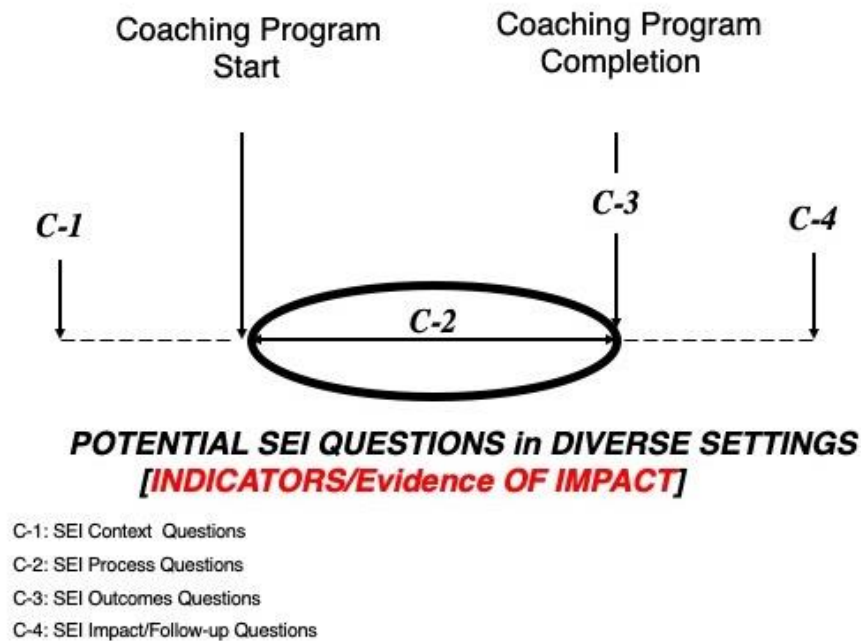 Coaching Program
Start
Coaching Program
Completion
C-1
C-3
C-4
C-2
POTENTIAL SEI QUESTIONS in DIVERSE SETTINGS
[INDICATORS/Evidence OF IMPACT]
C-1: SEI Context Questions
C-2: SEI Process Questions
C-3: SEI Outcomes Questions
C-4: SEI Impact/Follow-up Questions